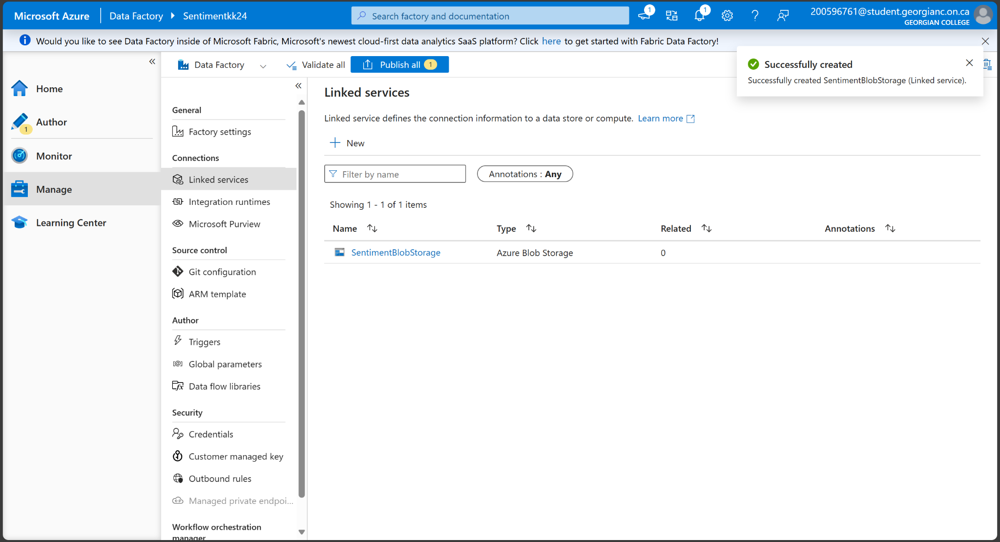 Microsoft Azure
Data Factory
Sentimentkk24
Search factory and documentation
1
1
200596761@student.georgianc.on.ca
GEORGIAN COLLEGE
Would you like to see Data Factory inside of Microsoft Fabric, Microsoft's newest cloud-first data analytics SaaS platform? Click here to get started with Fabric Data Factory!
Home
Author
1
Monitor
Manage
Learning Center
Data Factory
Validate all
Publish all 1
Successfully created
Successfully created SentimentBlobStorage (Linked service).
General
Factory settings
Connections
Linked services
Integration runtimes
Microsoft Purview
Source control
Git configuration
ARM template
Author
Triggers
Global parameters
Data flow libraries
Security
Credentials
Customer managed key
Outbound rules
Managed private endpoi...
Workflow orchestration
manager
Linked services
Linked service defines the connection information to a data store or compute. Learn more
New
Filter by name
Annotations : Any
Showing 1 - 1 of 1 items
Name Type Related Annotations
SentimentBlobStorage Azure Blob Storage 0